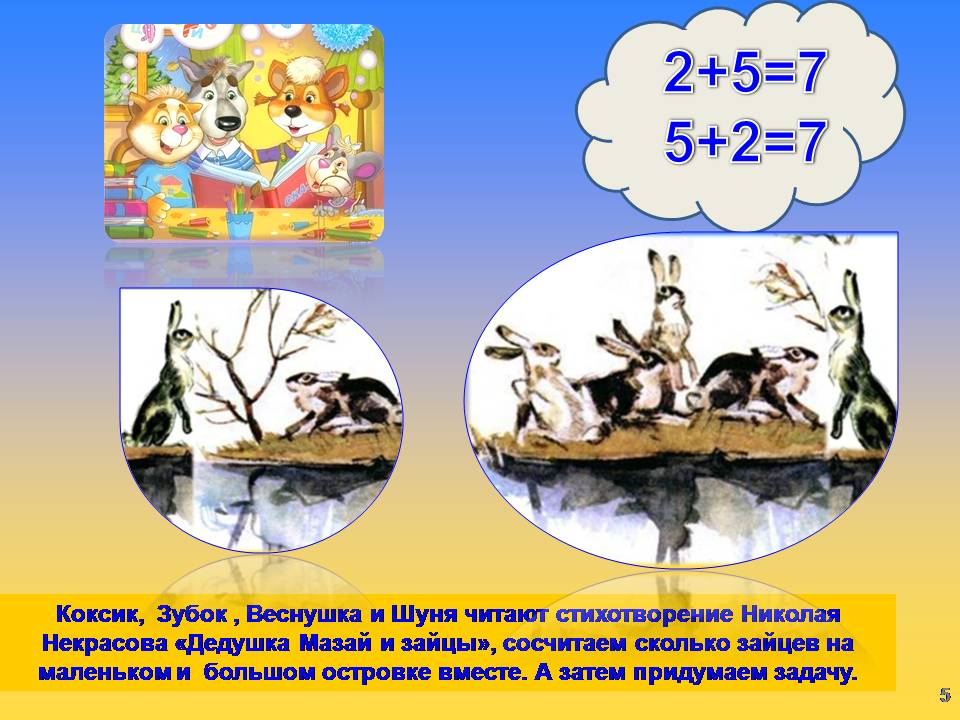 2+5=7
5+2=7
СКА
Коксик, Зубок , Веснушка и Шуня читают стихотворение Николая
Некрасова «Дедушка Мазай и зайцы», сосчитаем сколько зайцев на
маленьком и большом островке вместе. А затем придумаем задачу.
5